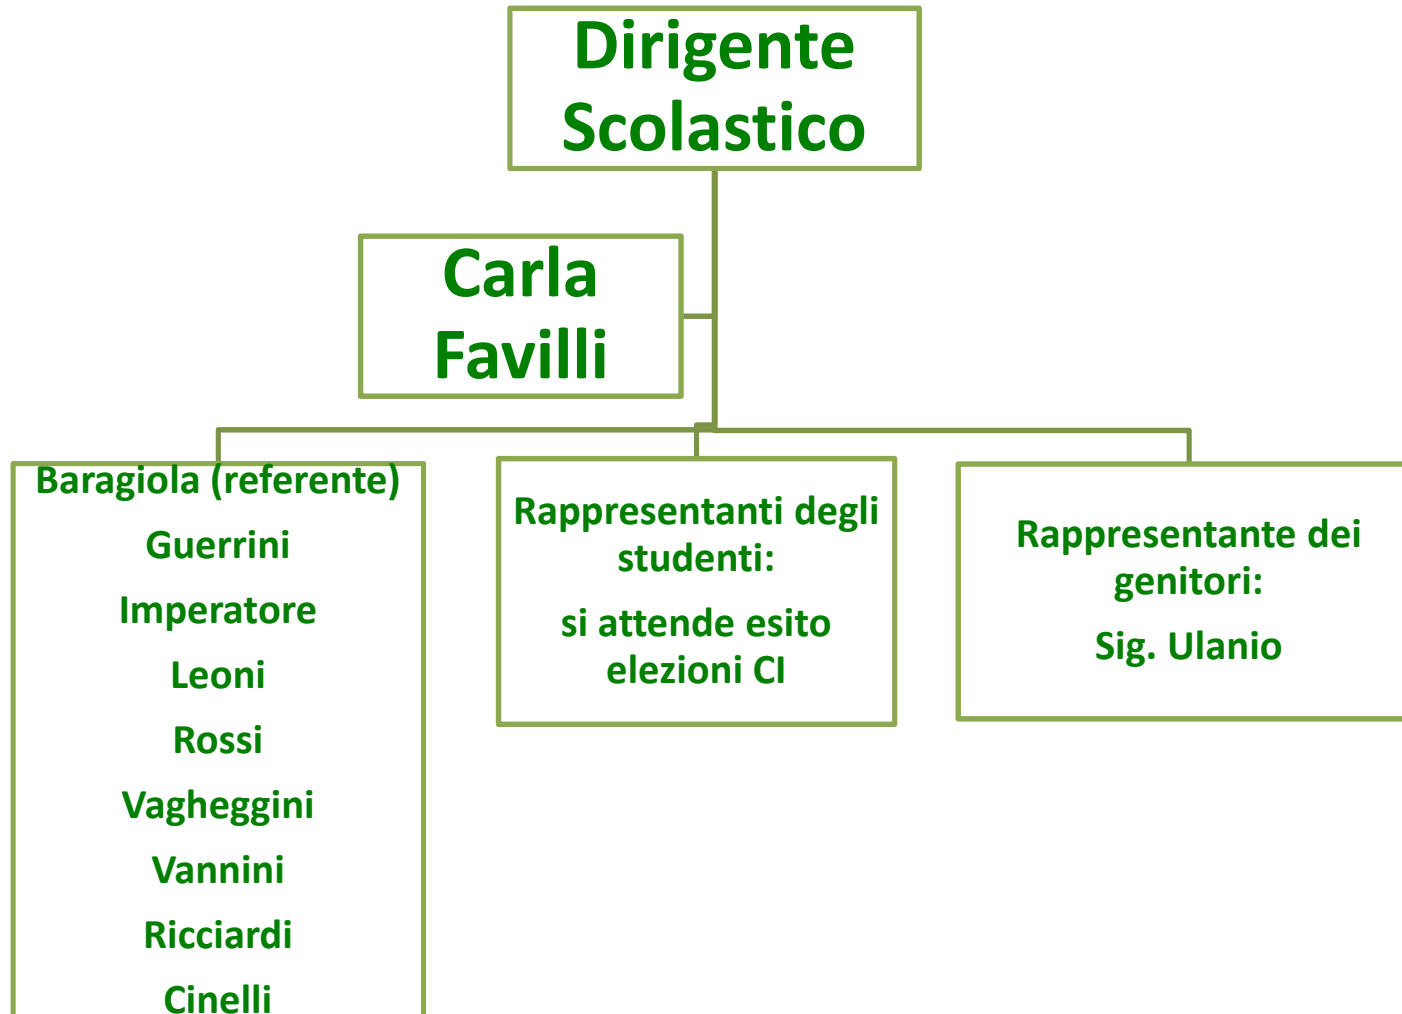 Dirigente
Scolastico
Carla
Favilli
Baragiola (referente)
Guerrini
Imperatore
Leoni
Rossi
Vagheggini
Vannini
Ricciardi
Cinelli
Rappresentanti degli
studenti:
si attende esito
elezioni CI
Rappresentante dei
genitori:
Sig. Ulanio